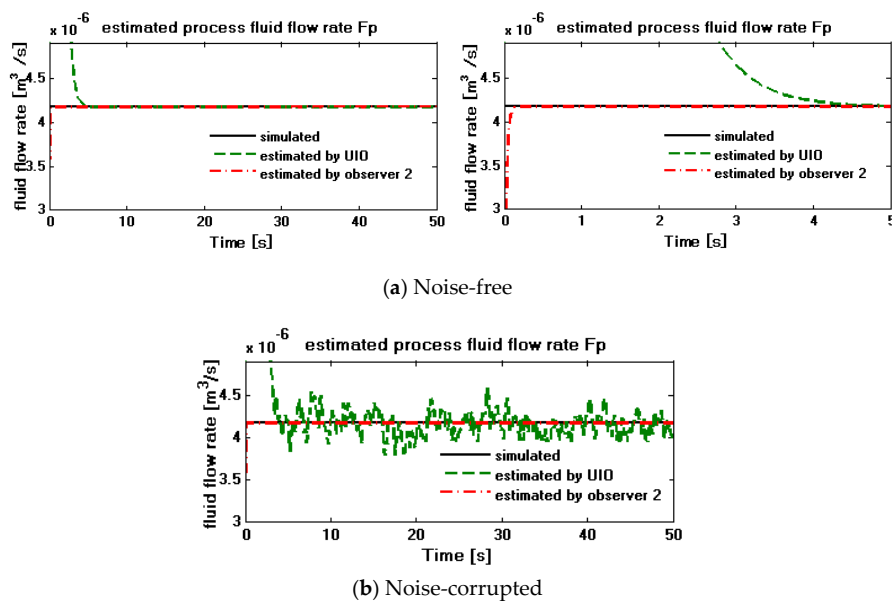 × 10⁻⁶
estimated process fluid flow rate Fp
fluid flow rate [m³ /s]
4.5
4
3.5
3
0 10 20 30 40 50
Time [s]
simulated
estimated by UIO
estimated by observer 2
× 10⁻⁶
estimated process fluid flow rate Fp
fluid flow rate [m³ /s]
4.5
4
3.5
3
0 1 2 3 4 5
Time [s]
simulated
estimated by UIO
estimated by observer 2
(a) Noise-free
× 10⁻⁶
estimated process fluid flow rate Fp
fluid flow rate [m³/s]
4.5
4
3.5
3
0 10 20 30 40 50
Time [s]
simulated
estimated by UIO
estimated by observer 2
(b) Noise-corrupted